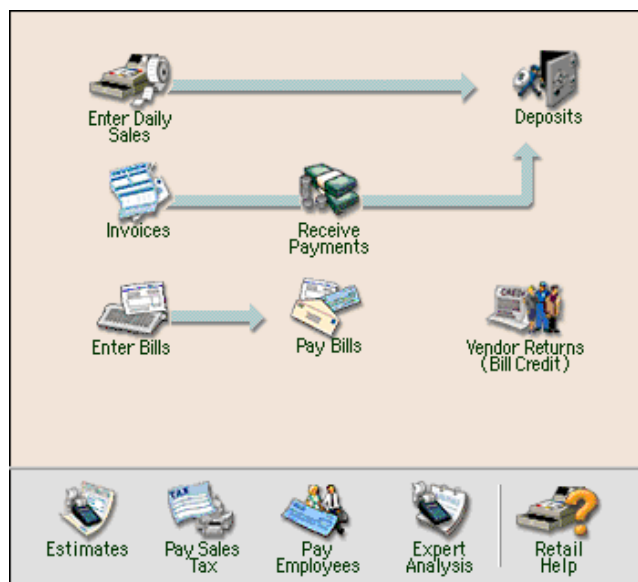 Enter Daily
Sales
Deposits
Invoices
Receive
Payments
Enter Bills
Pay Bills
Vendor Returns
(Bill Credit)
Estimates
Pay Sales
Tax
Pay
Employees
Expert
Analysis
Retail
Help
TAX